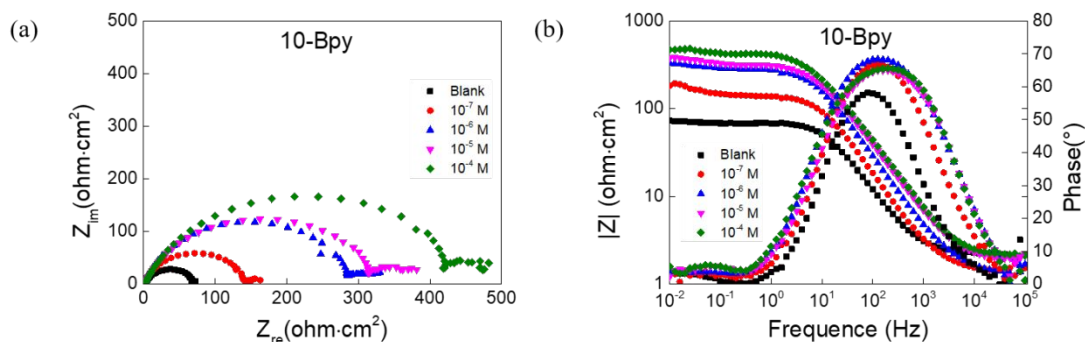 (a)
10-Bpy
Z_Im(ohm·cm²)
500
400
300
200
100
0
Blank
10⁻⁷ M
10⁻⁶ M
10⁻⁵ M
10⁻⁴ M
0 100 200 300 400 500
Z_re(ohm·cm²)
(b)
10-Bpy
|Z| (ohm·cm²)
1000
100
10
1
Blank
10⁻⁷ M
10⁻⁶ M
10⁻⁵ M
10⁻⁴ M
80
70
60
50
40
30
20
10
0
Phase(°)
10⁻² 10⁻¹ 10⁰ 10¹ 10² 10³ 10⁴ 10⁵
Frequence (Hz)